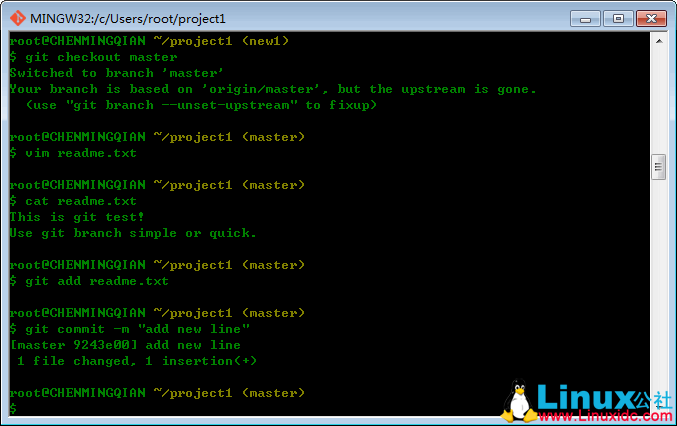 MINGW32:/c/Users/root/project1
root@CHENMINGQIAN ~/project1 (new1)
$ git checkout master
Switched to branch 'master'
Your branch is based on 'origin/master', but the upstream is gone.
  (use "git branch --unset-upstream" to fixup)
root@CHENMINGQIAN ~/project1 (master)
$ vim readme.txt
root@CHENMINGQIAN ~/project1 (master)
$ cat readme.txt
This is git test!
Use git branch simple or quick.
root@CHENMINGQIAN ~/project1 (master)
$ git add readme.txt
root@CHENMINGQIAN ~/project1 (master)
$ git commit -m "add new line"
[master 9243e00] add new line
 1 file changed, 1 insertion(+)
root@CHENMINGQIAN ~/project1 (master)
$
Linux公社
www.Linuxidc.com